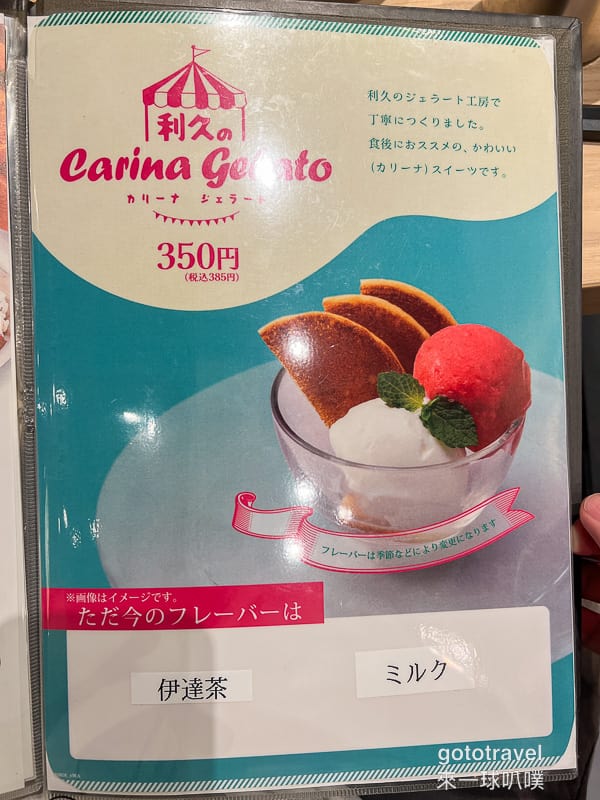 利久の
Carina Gelato
カリーナ ジェラート
350円
(税込385円)
利久のジェラート工房で
丁寧につくりました。
食後におススメの、かわいい
(カリーナ)スイーツです。
フレーバーは季節などにより変更になります
※画像はイメージです。
ただ今のフレーバーは
伊達茶
ミルク
gototravel
來一球叭噗